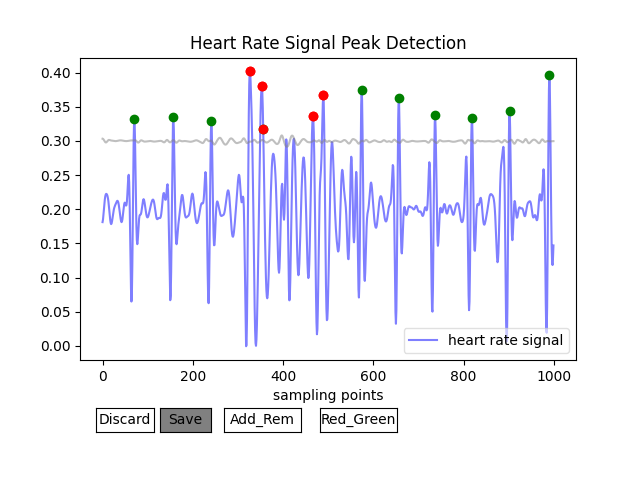 Heart Rate Signal Peak Detection
0.40
0.35
0.30
0.25
0.20
0.15
0.10
0.05
0.00
heart rate signal
0 200 400 600 800 1000
sampling points
Discard Save Add_Rem Red_Green